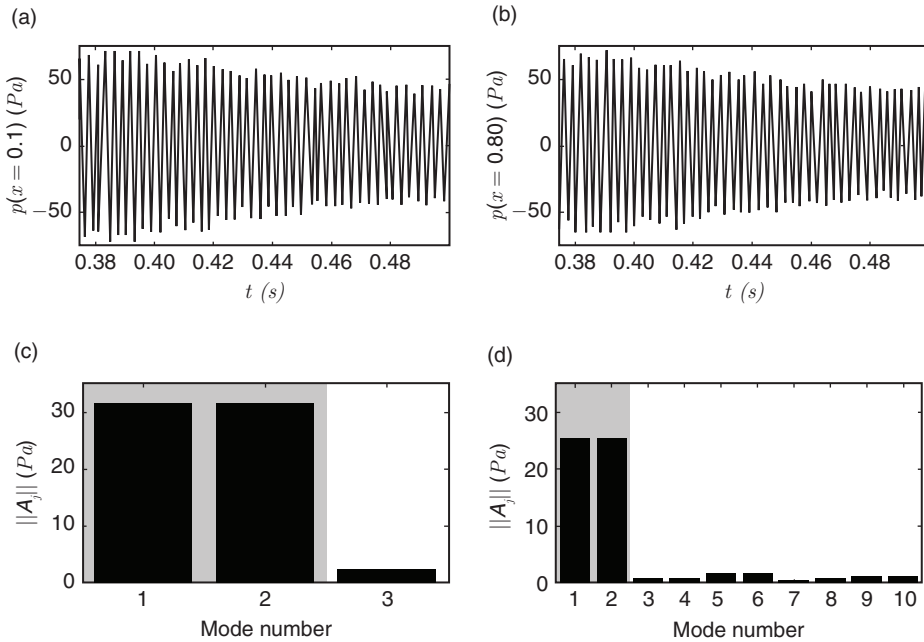 (a)
(b)
50
0
−50
p(x = 0.1) (Pa)
0.38 0.40 0.42 0.44 0.46 0.48
t (s)
50
0
−50
p(x = 0.80) (Pa)
0.38 0.40 0.42 0.44 0.46 0.48
t (s)
(c)
(d)
30
20
10
0
||A_j|| (Pa)
1 2 3
Mode number
30
20
10
0
||A_j|| (Pa)
1 2 3 4 5 6 7 8 9 10
Mode number